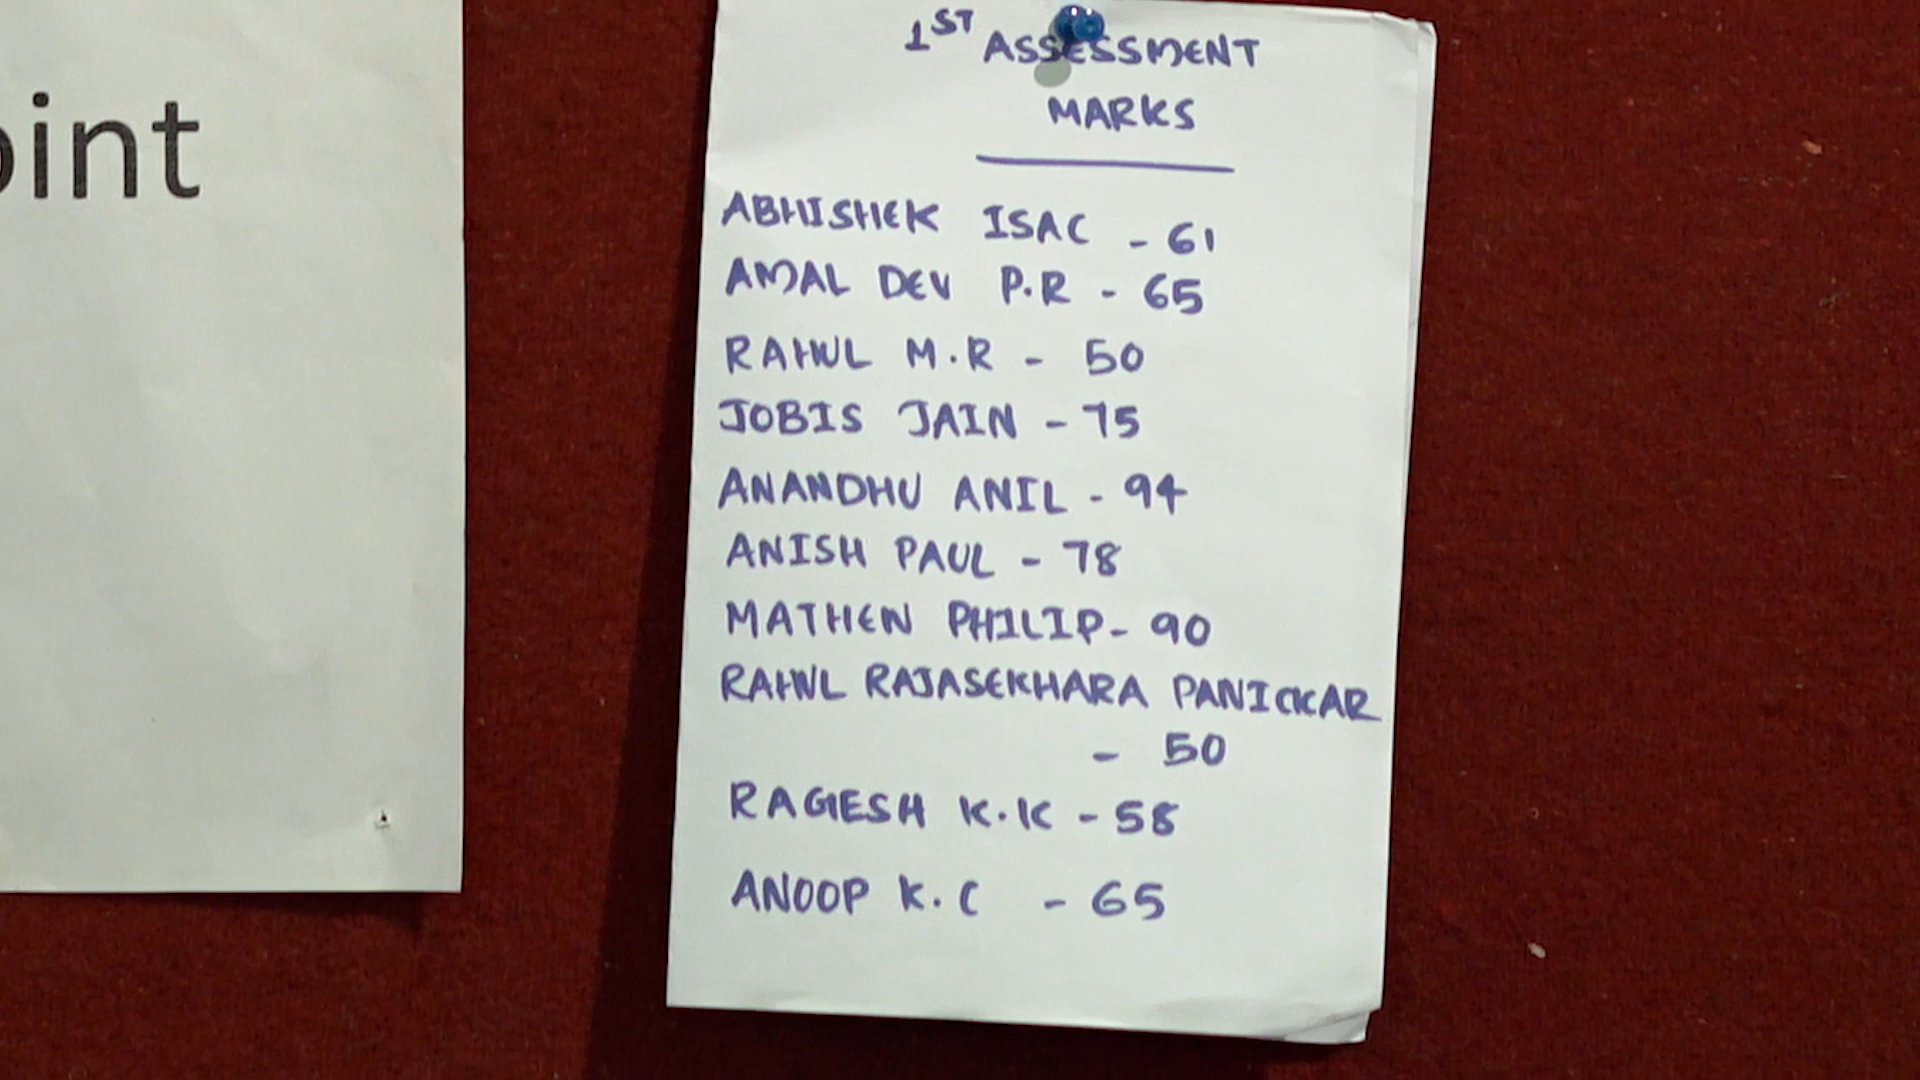 oint
1ST ASSESSMENT
MARKS
ABHISHEK ISAC - 61
AMAL DEV P.R - 65
RAHUL M.R - 50
JOBIS JAIN - 75
ANANDHU ANIL - 94
ANISH PAUL - 78
MATHEN PHILIP - 90
RAHUL RAJASEKHARA PANICKAR
- 50
RAGESH K.K - 58
ANOOP K.C - 65